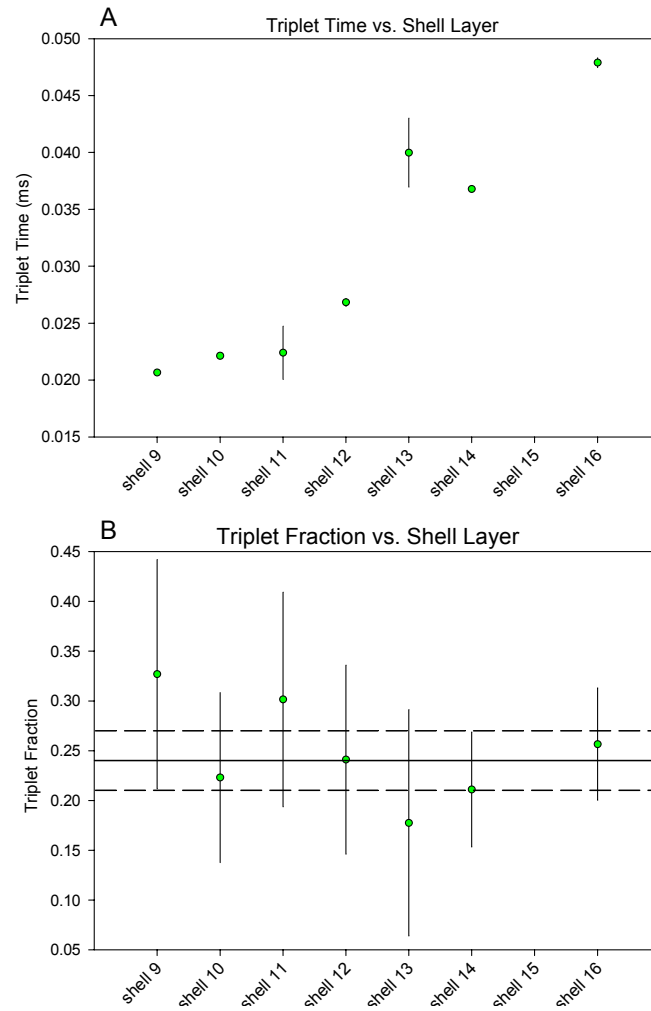 A
Triplet Time vs. Shell Layer
0.050
0.045
0.040
0.035
0.030
0.025
0.020
0.015
Triplet Time (ms)
shell 9
shell 10
shell 11
shell 12
shell 13
shell 14
shell 15
shell 16
B
Triplet Fraction vs. Shell Layer
0.45
0.40
0.35
0.30
0.25
0.20
0.15
0.05
Triplet Fraction
shell 9
shell 10
shell 11
shell 12
shell 13
shell 14
shell 15
shell 16